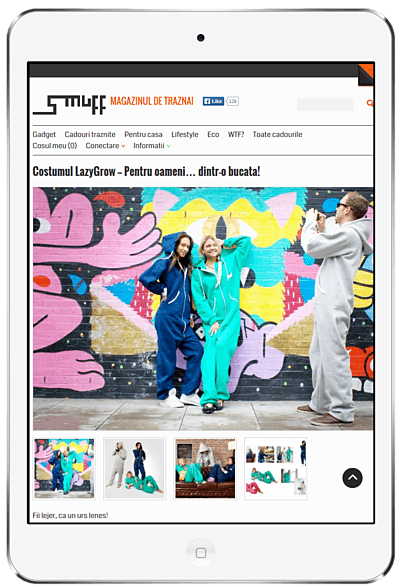 Smuff
MAGAZINUL DE TRAZNAI
Like 12k
Gadget Cadouri traznite Pentru casa Lifestyle Eco WTF? Toate cadourile
Cosul meu (0) Conectare Informatii
Costumul LazyGrow – Pentru oameni… dintr-o bucata!
Fii lejer, ca un urs lenes!